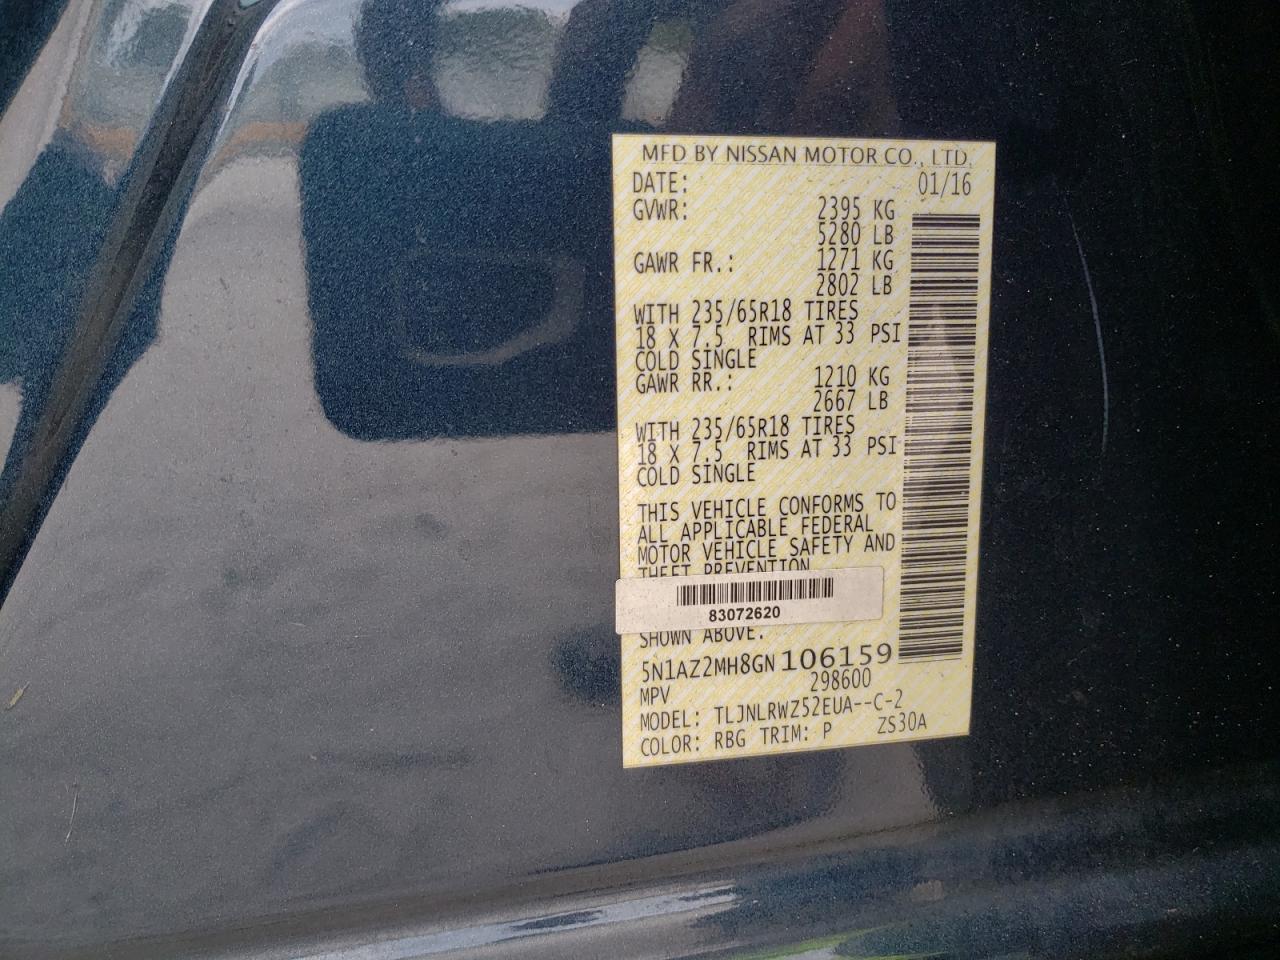 MFD BY NISSAN MOTOR CO., LTD.
DATE: 01/16
GVWR: 2395 KG
5280 LB
GAWR FR.: 1271 KG
2802 LB
WITH 235/65R18 TIRES
18 X 7.5 RIMS AT 33 PSI
COLD SINGLE
GAWR RR.: 1210 KG
2667 LB
WITH 235/65R18 TIRES
18 X 7.5 RIMS AT 33 PSI
COLD SINGLE
THIS VEHICLE CONFORMS TO
ALL APPLICABLE FEDERAL
MOTOR VEHICLE SAFETY AND
THEFT PREVENTION
83072620
SHOWN ABOVE.
5N1AZ2MH8GN106159
MPV 298600
MODEL: TLJNLRWZ52EUA--C-2
COLOR: RBG TRIM: P ZS30A